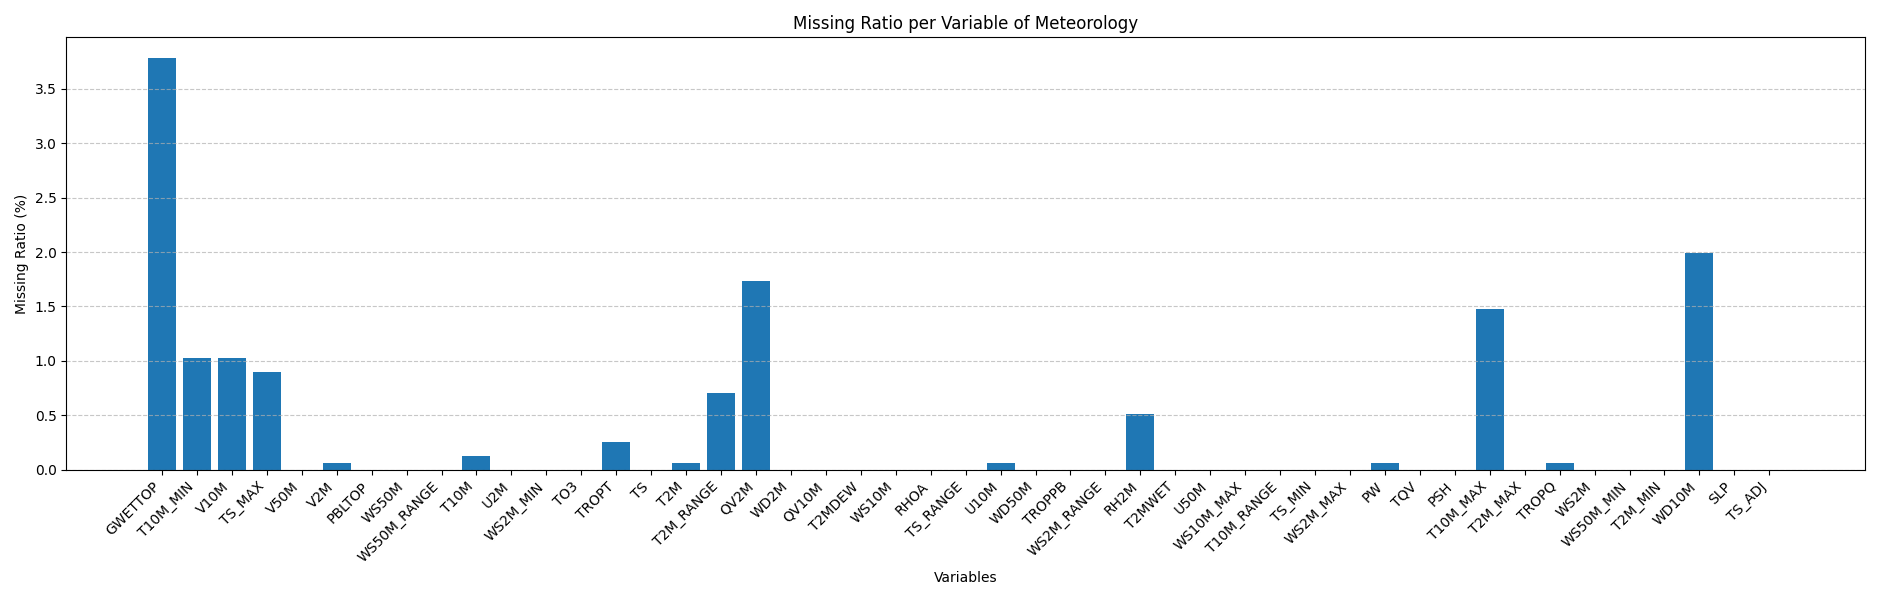 Missing Ratio per Variable of Meteorology
Missing Ratio (%)
3.5
3.0
2.5
2.0
1.5
1.0
0.5
0.0
GWETTOP
T10M_MIN
V10M
TS_MAX
V50M
V2M
PBLTOP
WS50M
WS50M_RANGE
T10M
U2M
WS2M_MIN
TO3
TROPT
TS
T2M
T2M_RANGE
QV2M
WD2M
QV10M
T2MDEW
WS10M
RHOA
TS_RANGE
U10M
WD50M
TROPPB
WS2M_RANGE
RH2M
T2MWET
U50M
WS10M_MAX
T10M_RANGE
TS_MIN
WS2M_MAX
PW
TQV
PSH
T10M_MAX
T2M_MAX
TROPQ
WS2M
WS50M_MIN
T2M_MIN
WD10M
SLP
TS_ADJ
Variables